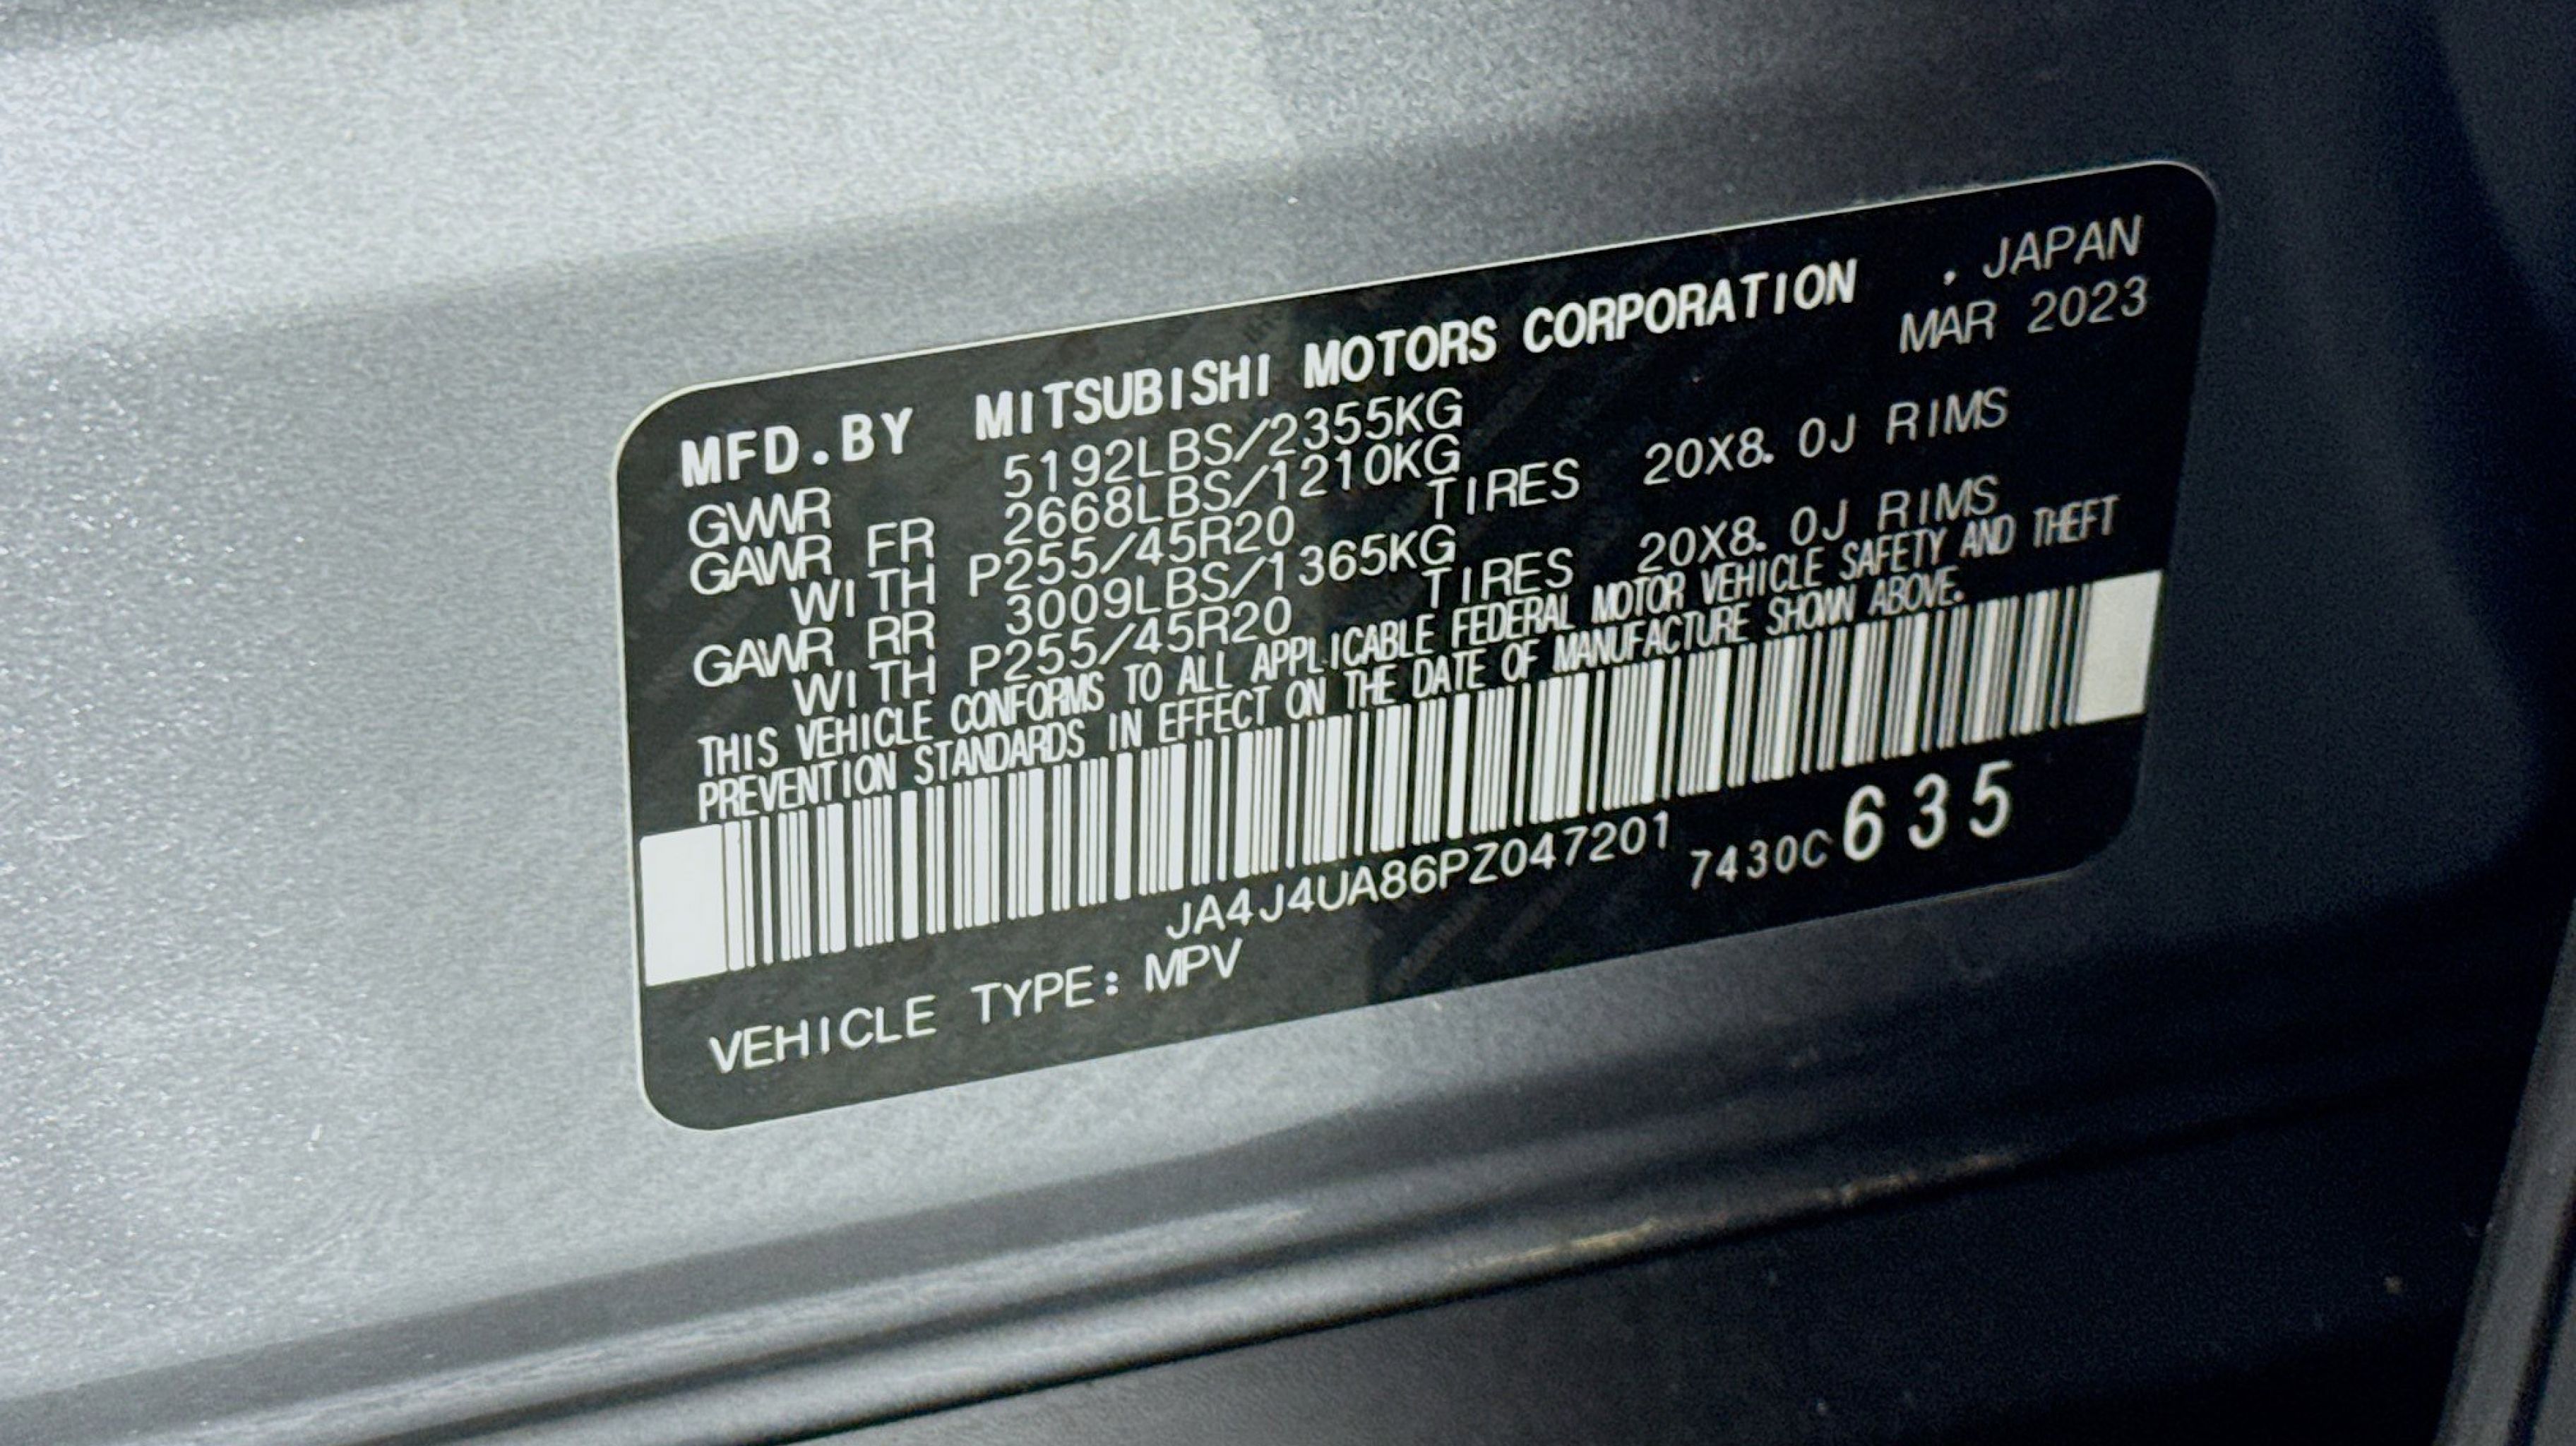 MFD.BY MITSUBISHI MOTORS CORPORATION , JAPAN
MAR 2023
GVWR 5192LBS/2355KG
GAWR FR 2668LBS/1210KG
WITH P255/45R20 TIRES 20X8.0J RIMS
GAWR RR 3009LBS/1365KG
WITH P255/45R20 TIRES 20X8.0J RIMS
THIS VEHICLE CONFORMS TO ALL APPLICABLE FEDERAL MOTOR VEHICLE SAFETY AND THEFT
PREVENTION STANDARDS IN EFFECT ON THE DATE OF MANUFACTURE SHOWN ABOVE.
JA4J4UA86PZ047201 7430C635
VEHICLE TYPE: MPV